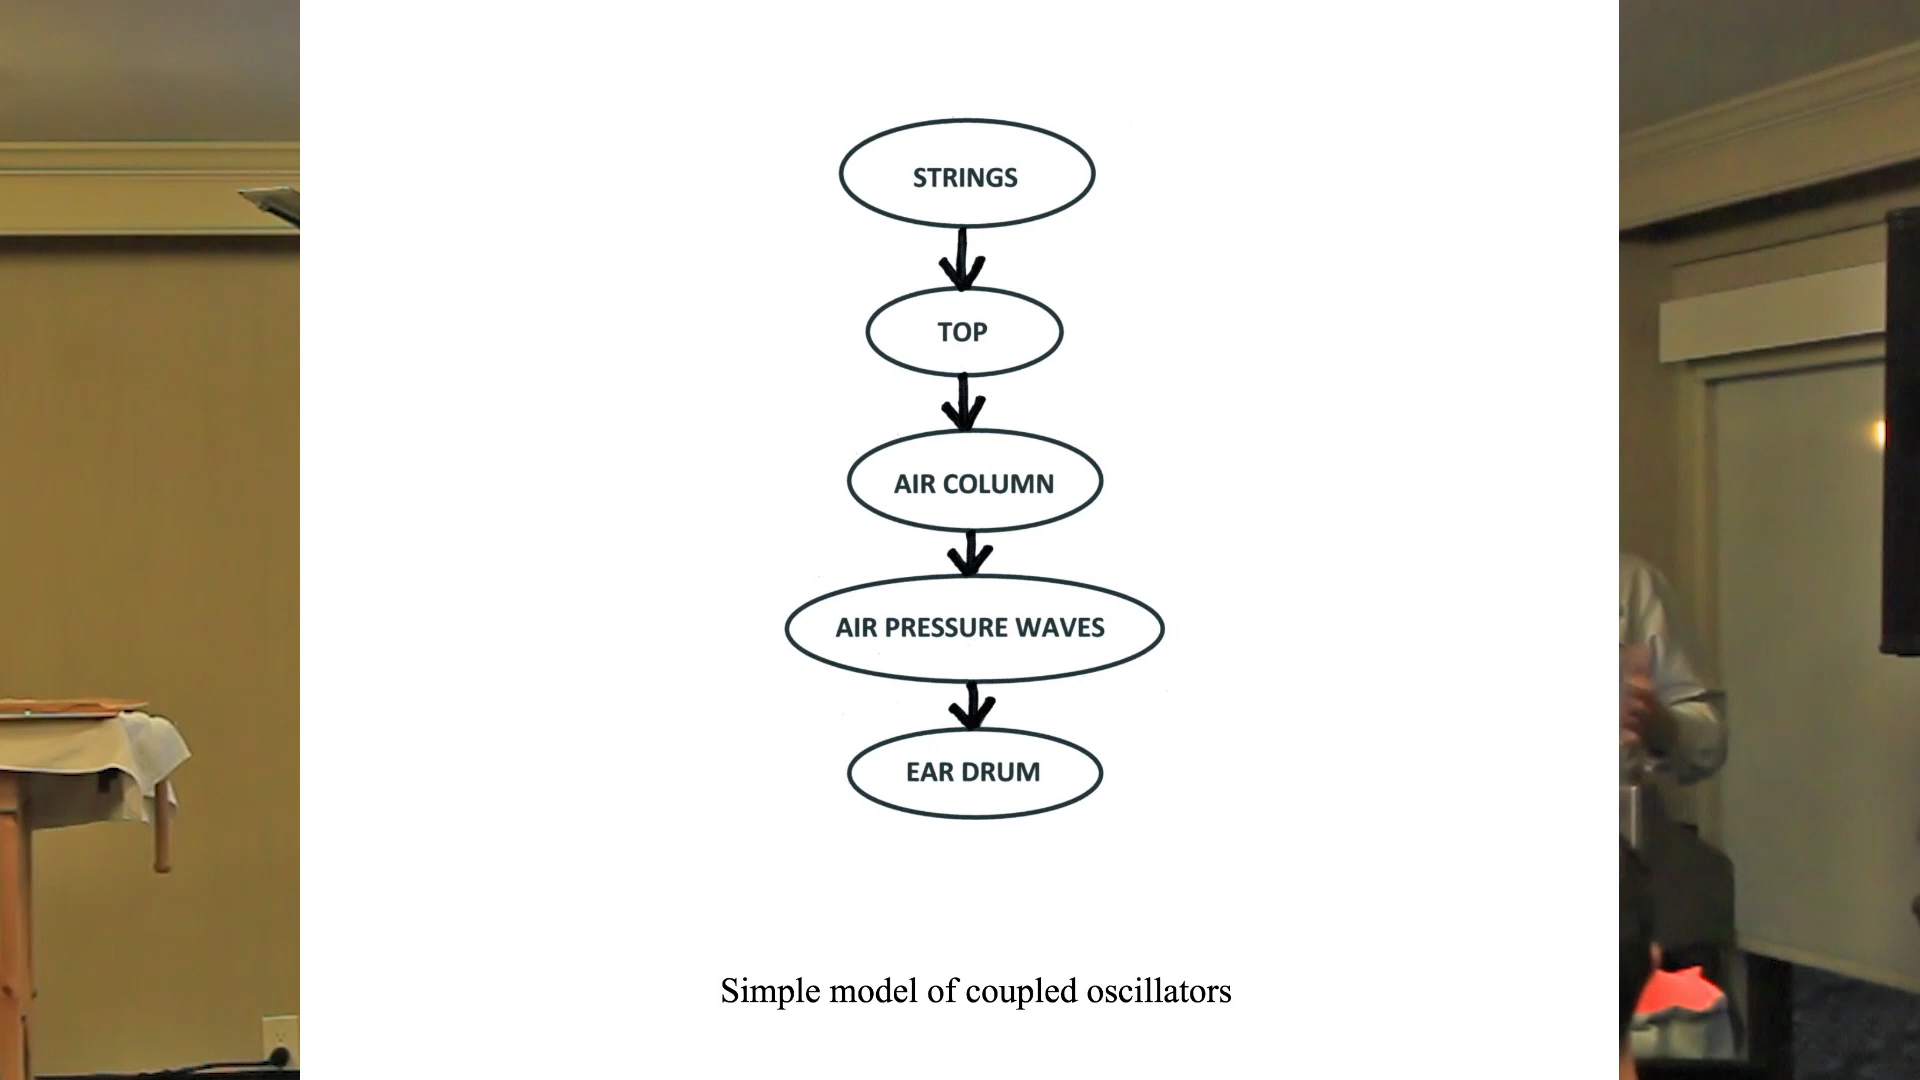 STRINGS
TOP
AIR COLUMN
AIR PRESSURE WAVES
EAR DRUM
Simple model of coupled oscillators